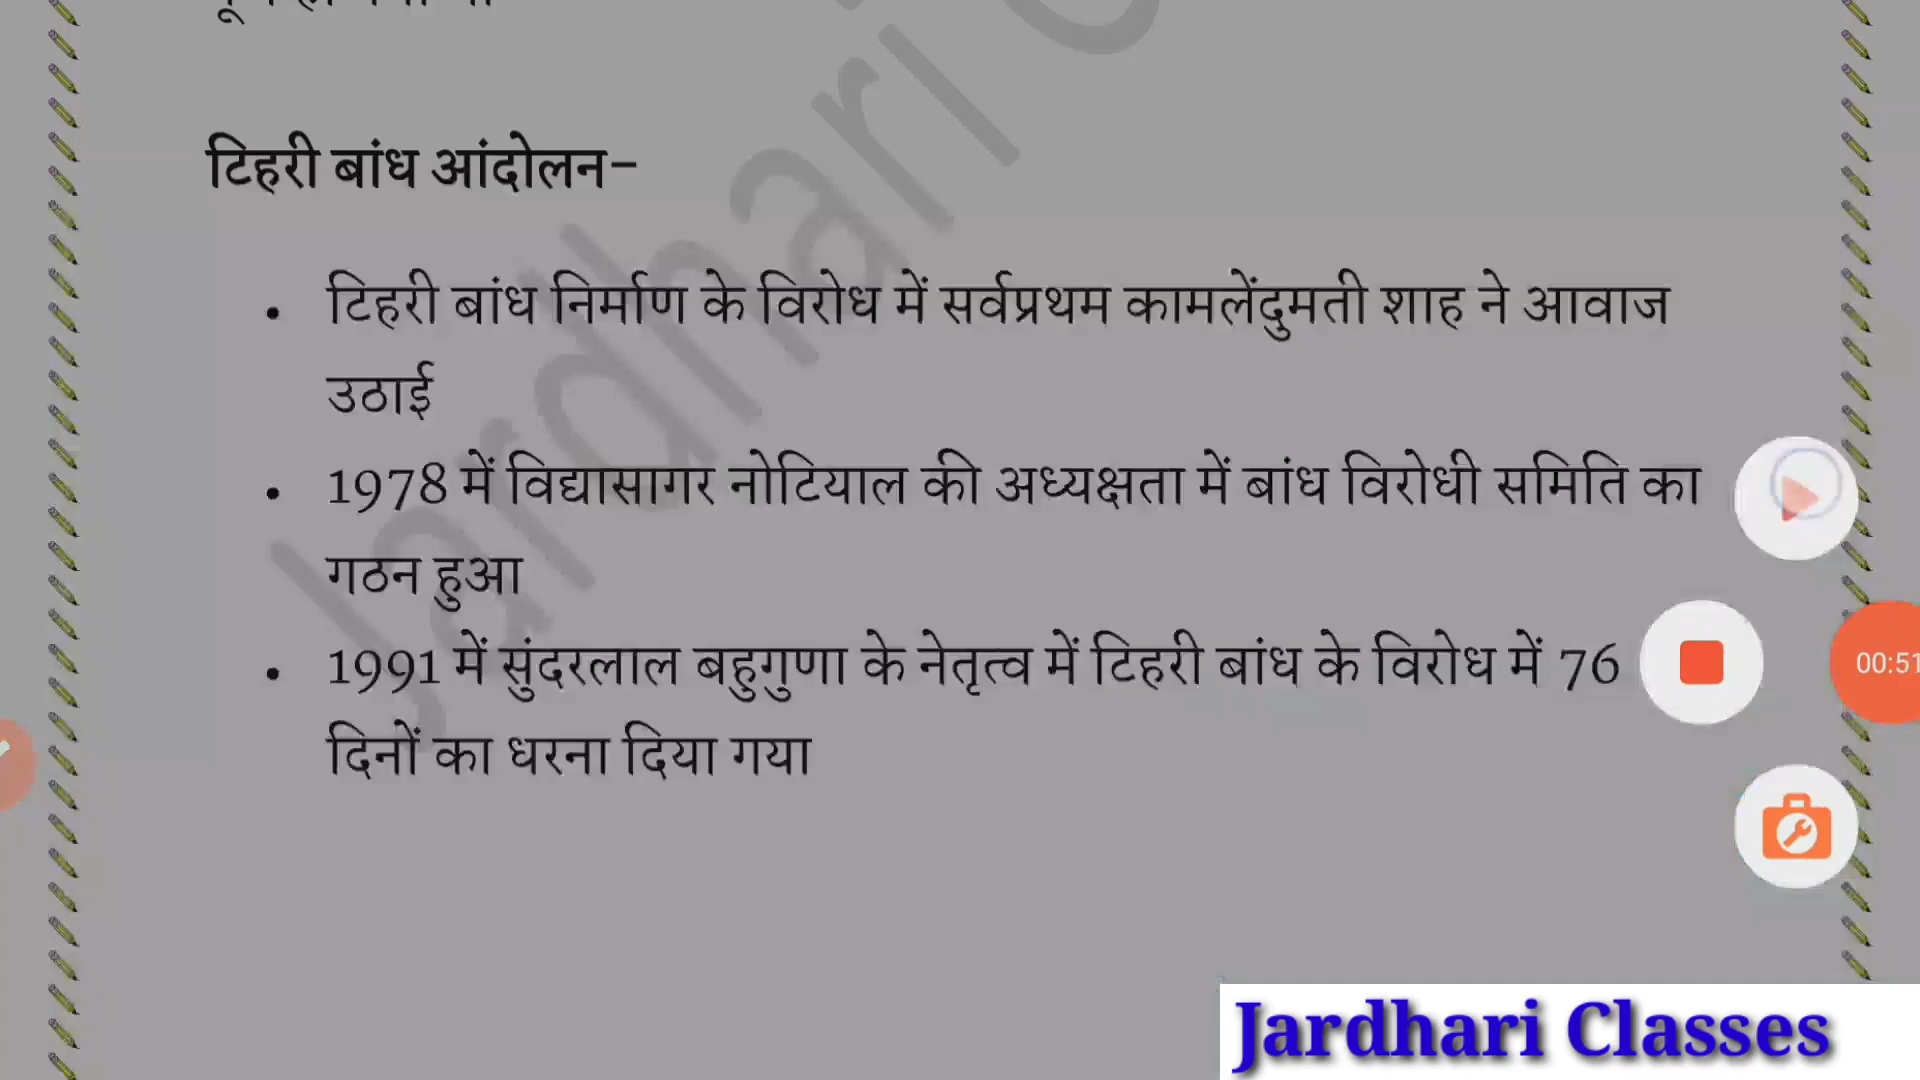 टिहरी बांध आंदोलन–
• टिहरी बांध निर्माण के विरोध में सर्वप्रथम कामलेंदुमती शाह ने आवाज
उठाई
• 1978 में विद्यासागर नोटियाल की अध्यक्षता में बांध विरोधी समिति का
गठन हुआ
• 1991 में सुंदरलाल बहुगुणा के नेतृत्व में टिहरी बांध के विरोध में 76
दिनों का धरना दिया गया
00:51
Jardhari
Jardhari Classes